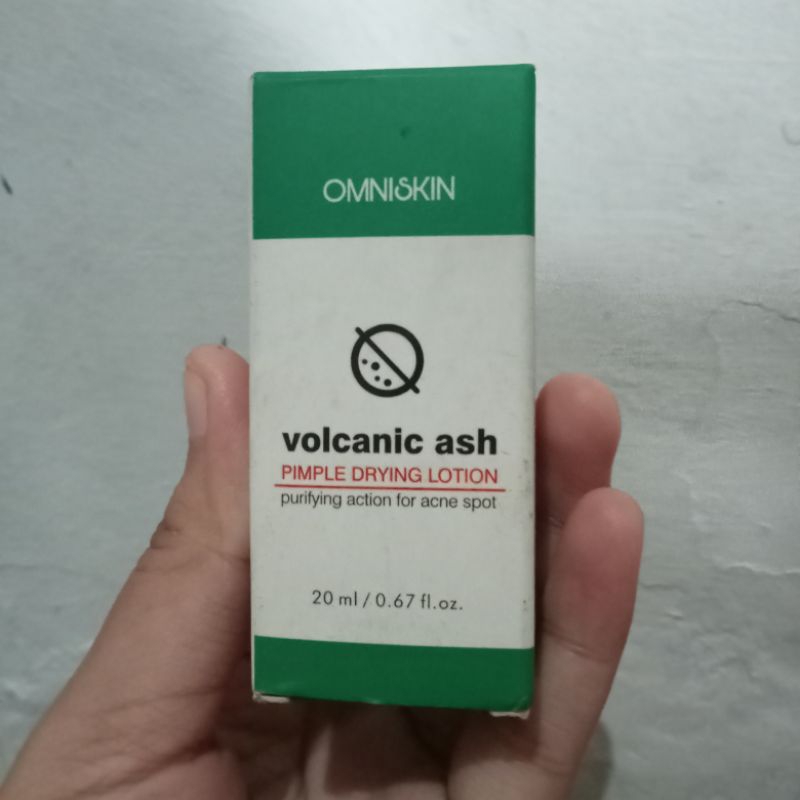 OMNISKIN
volcanic ash
PIMPLE DRYING LOTION
purifying action for acne spot
20 ml / 0.67 fl.oz.